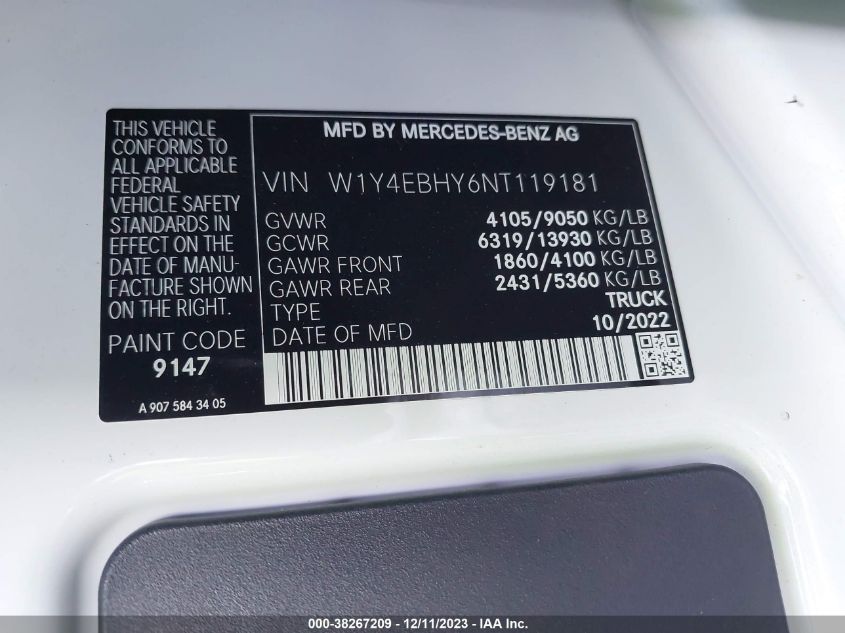 THIS VEHICLE
CONFORMS TO
ALL APPLICABLE
FEDERAL
VEHICLE SAFETY
STANDARDS IN
EFFECT ON THE
DATE OF MANU-
FACTURE SHOWN
ON THE RIGHT.
PAINT CODE
9147
A 907 584 34 05
MFD BY MERCEDES-BENZ AG
VIN W1Y4EBHY6NT119181
GVWR 4105/9050 KG/LB
GCWR 6319/13930 KG/LB
GAWR FRONT 1860/4100 KG/LB
GAWR REAR 2431/5360 KG/LB
TYPE TRUCK
DATE OF MFD 10/2022
000-38267209 - 12/11/2023 - IAA Inc.